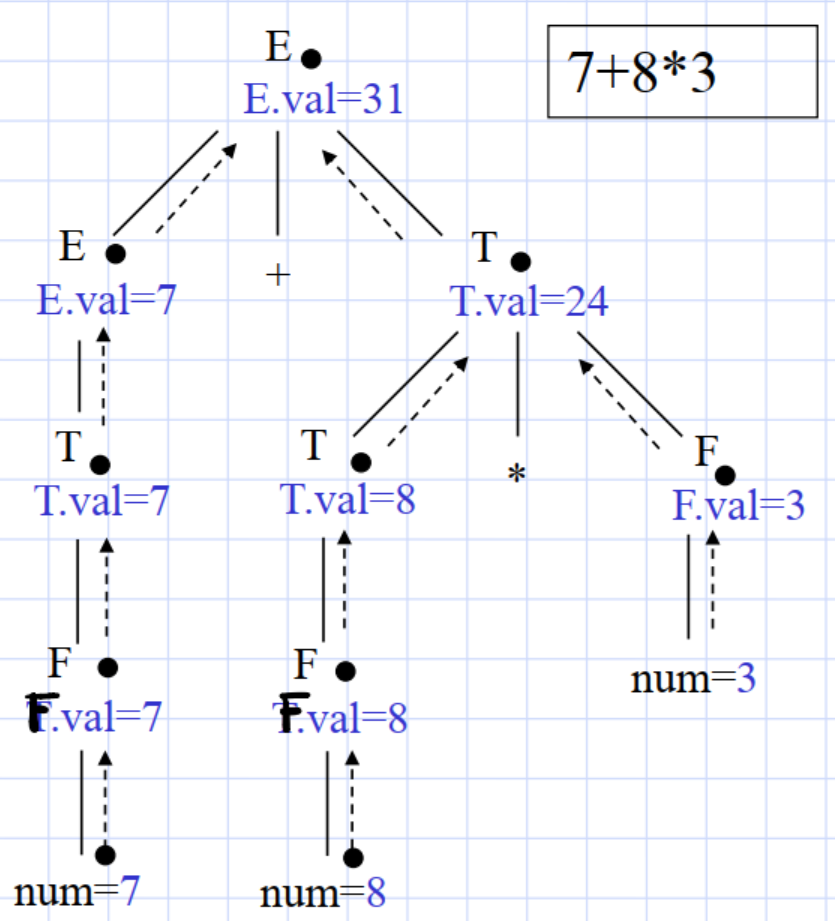 E
7+8*3
E.val=31
E
+
T
E.val=7
T.val=24
T
T
*
F
T.val=7
T.val=8
F.val=3
F
F
num=3
F.val=7
F.val=8
num=7
num=8